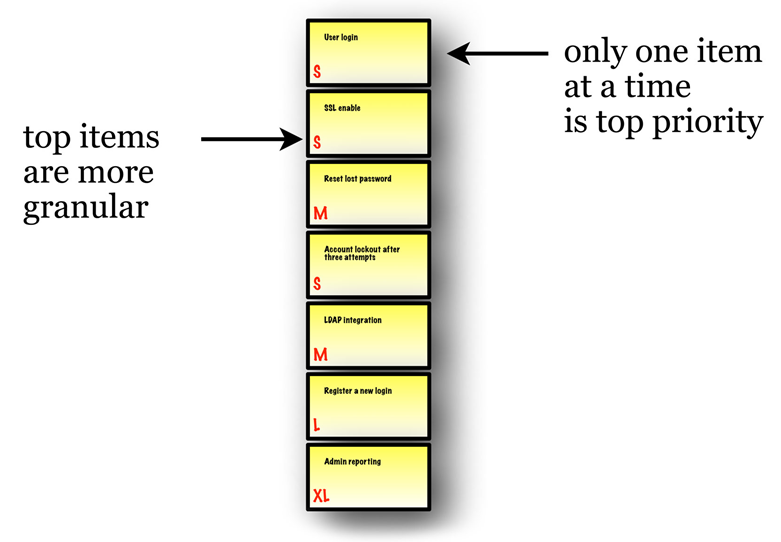 User login
S
only one item
at a time
is top priority
SSL enable
S
top items
are more
granular
Reset lost password
M
Account lockout after
three attempts
S
LDAP integration
M
Register a new login
L
Admin reporting
XL